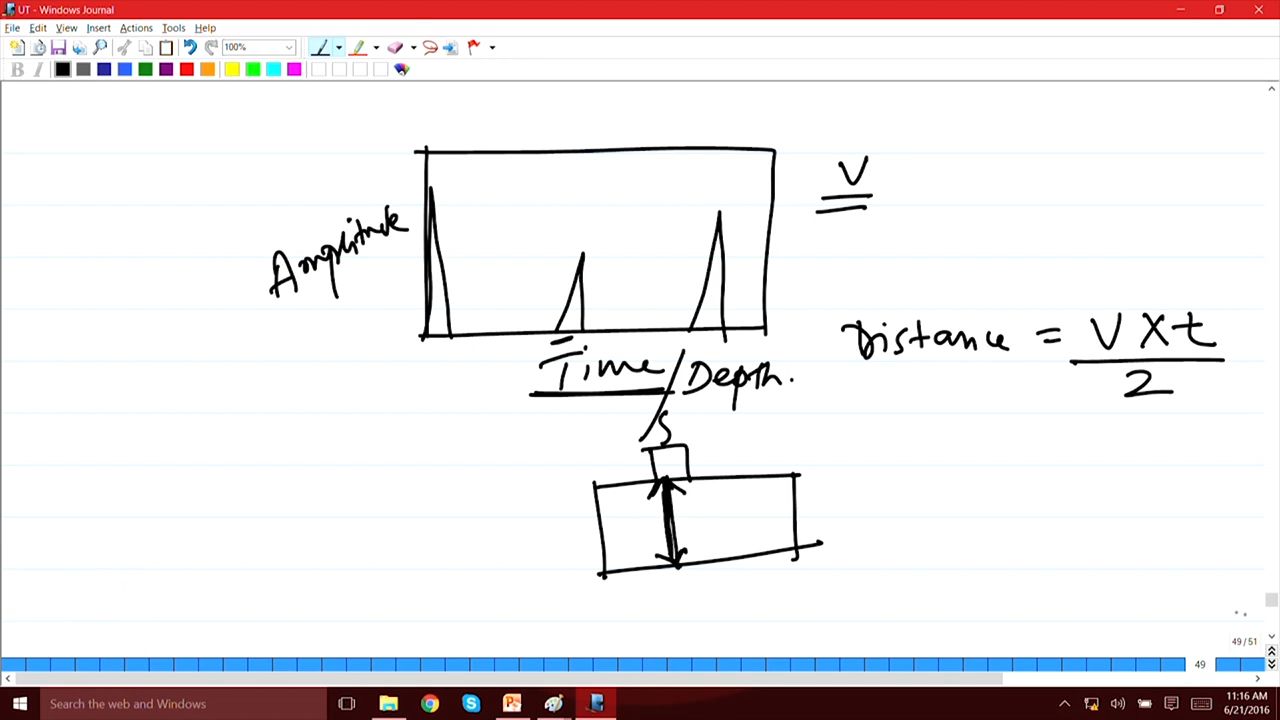 UT - Windows Journal
File Edit View Insert Actions Tools Help
100%
B I
V
Amplitude
Distance = V X t
2
Time / Depth.
S
49/51
49
Search the web and Windows
11:16 AM
6/21/2016